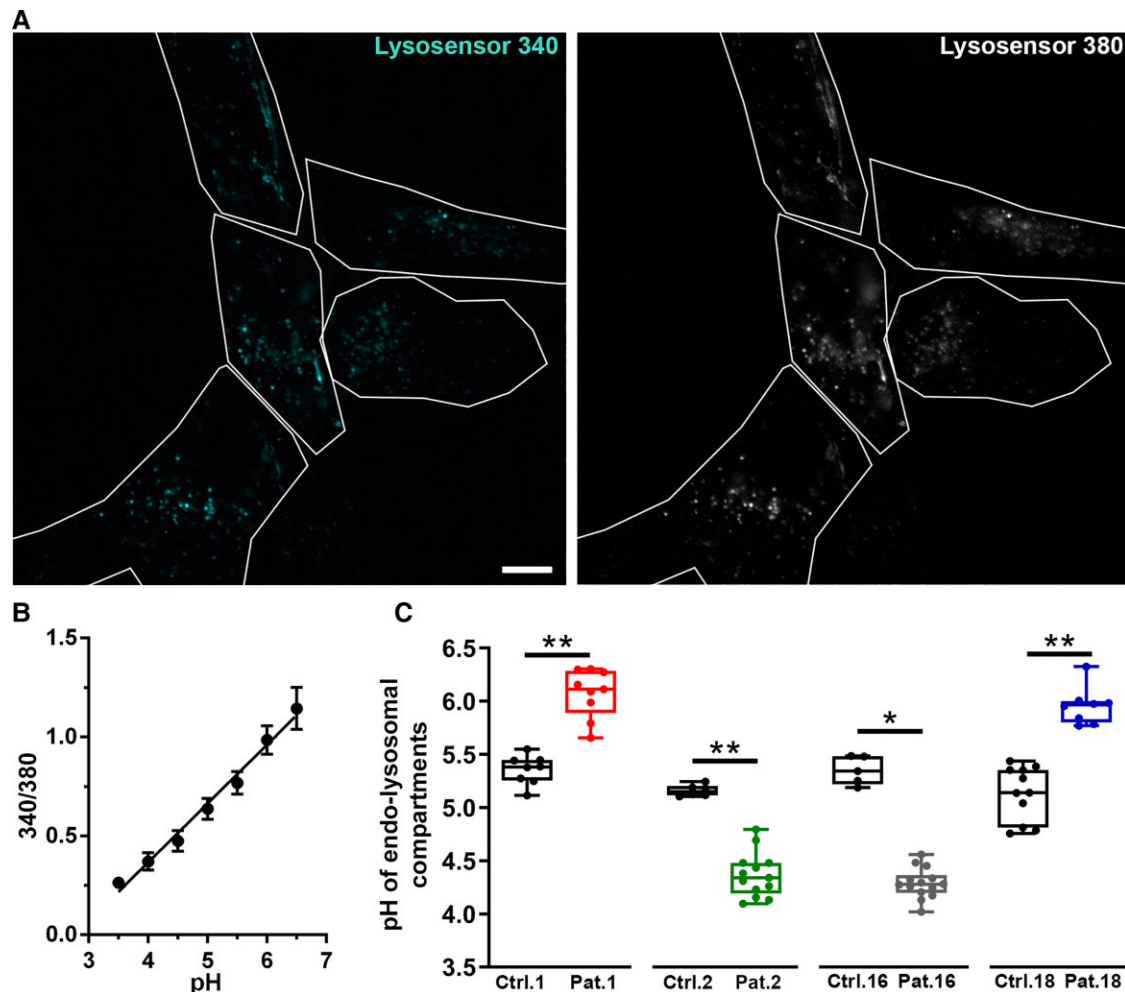 A
Lysosensor 340
Lysosensor 380
B
1.5
1.0
0.5
0.0
340/380
3 4 5 6 7
pH
C
**
**
*
**
6.5
6.0
5.5
5.0
4.5
4.0
3.5
pH of endo-lysosomal
compartments
Ctrl.1 Pat.1 Ctrl.2 Pat.2 Ctrl.16 Pat.16 Ctrl.18 Pat.18